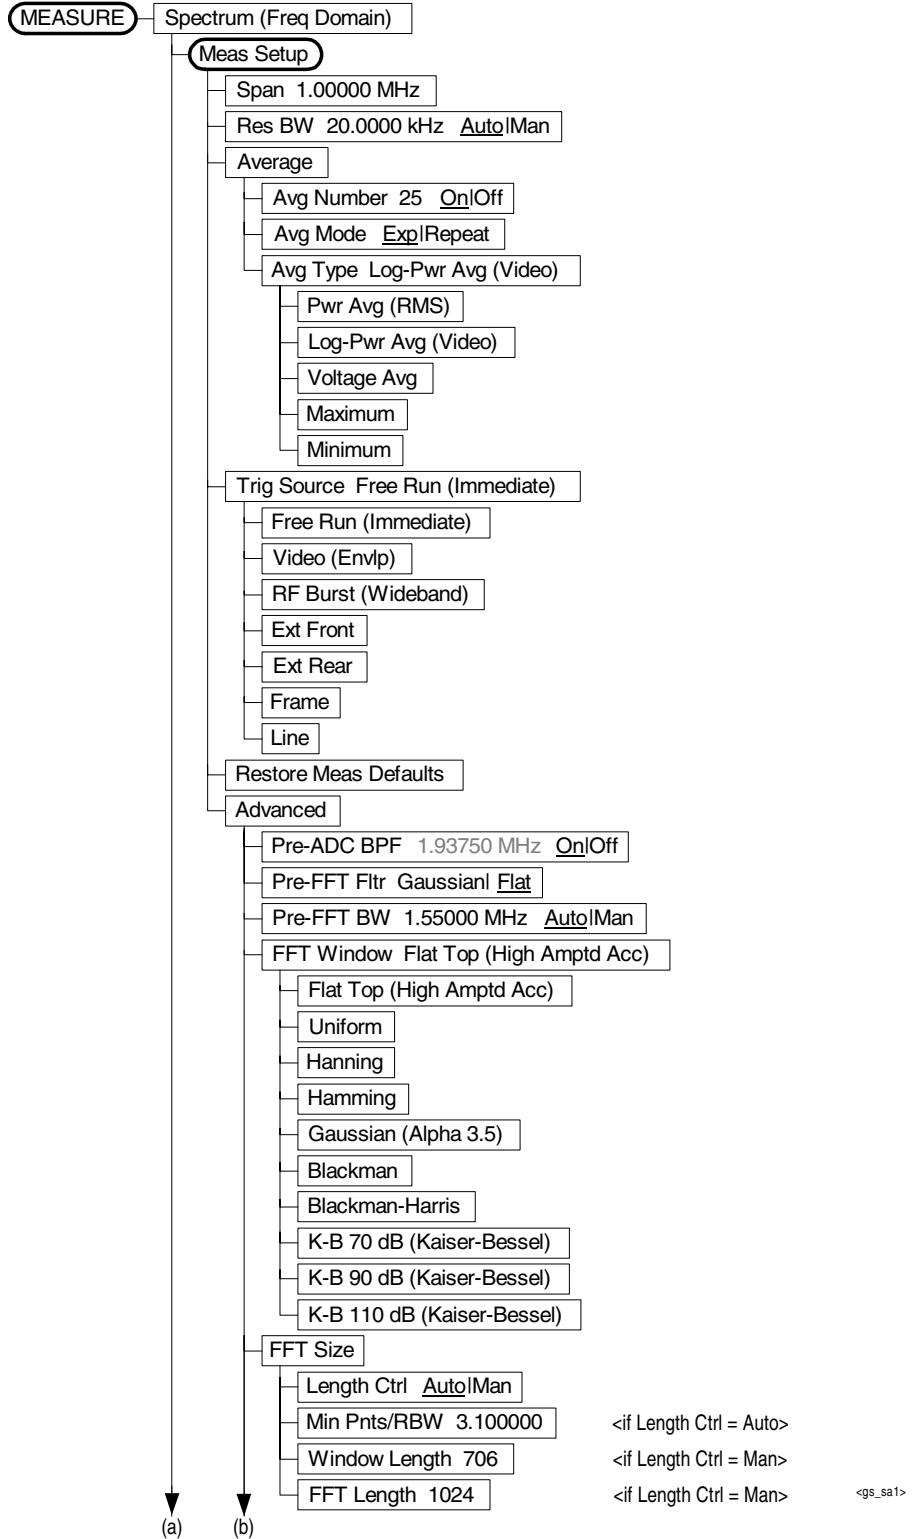 MEASURE Spectrum (Freq Domain)
Meas Setup
Span 1.00000 MHz
Res BW 20.0000 kHz Auto|Man
Average
Avg Number 25 On|Off
Avg Mode Exp|Repeat
Avg Type Log-Pwr Avg (Video)
Pwr Avg (RMS)
Log-Pwr Avg (Video)
Voltage Avg
Maximum
Minimum
Trig Source Free Run (Immediate)
Free Run (Immediate)
Video (Envlp)
RF Burst (Wideband)
Ext Front
Ext Rear
Frame
Line
Restore Meas Defaults
Advanced
Pre-ADC BPF 1.93750 MHz On|Off
Pre-FFT Fltr Gaussian| Flat
Pre-FFT BW 1.55000 MHz Auto|Man
FFT Window Flat Top (High Amptd Acc)
Flat Top (High Amptd Acc)
Uniform
Hanning
Hamming
Gaussian (Alpha 3.5)
Blackman
Blackman-Harris
K-B 70 dB (Kaiser-Bessel)
K-B 90 dB (Kaiser-Bessel)
K-B 110 dB (Kaiser-Bessel)
FFT Size
Length Ctrl Auto|Man
Min Pnts/RBW 3.100000 <if Length Ctrl = Auto>
Window Length 706 <if Length Ctrl = Man>
FFT Length 1024 <if Length Ctrl = Man> <gs_sa1>
(a) (b)